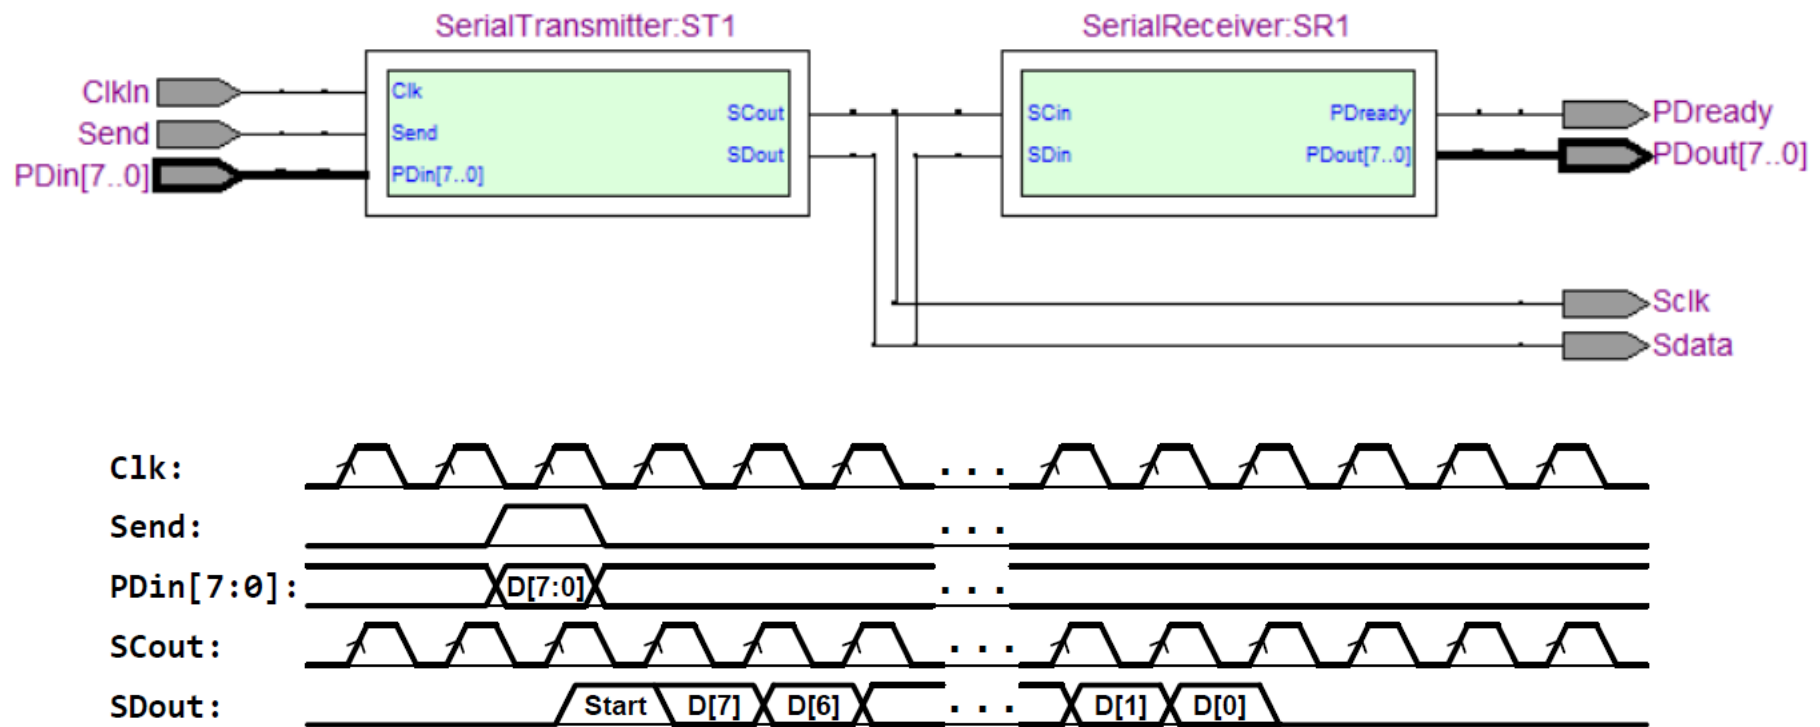 SerialTransmitter:ST1 SerialReceiver:SR1
ClkIn Clk
SCout SCin PDready PDready
Send Send
SDout SDin PDout[7..0] PDout[7..0]
PDin[7..0] PDin[7..0]
Sclk
Sdata
Clk: ...
Send: ...
PDin[7:0]: D[7:0] ...
SCout: ...
SDout: Start D[7] D[6] ... D[1] D[0]